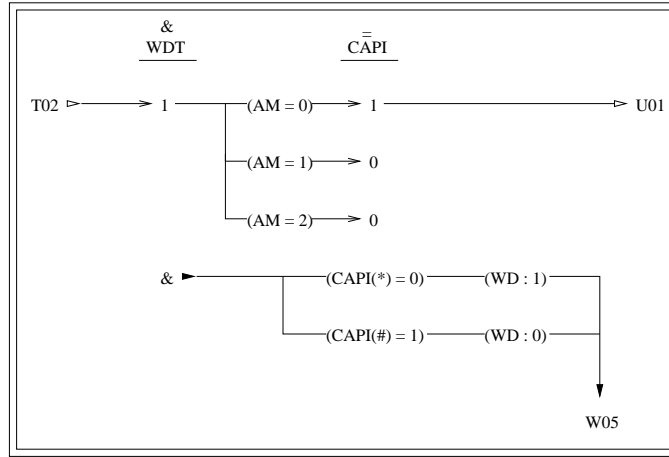 & =
WDT CAPI
T02 1 (AM = 0) 1 U01
(AM = 1) 0
(AM = 2) 0
& (CAPI(*) = 0) (WD : 1)
(CAPI(#) = 1) (WD : 0)
W05